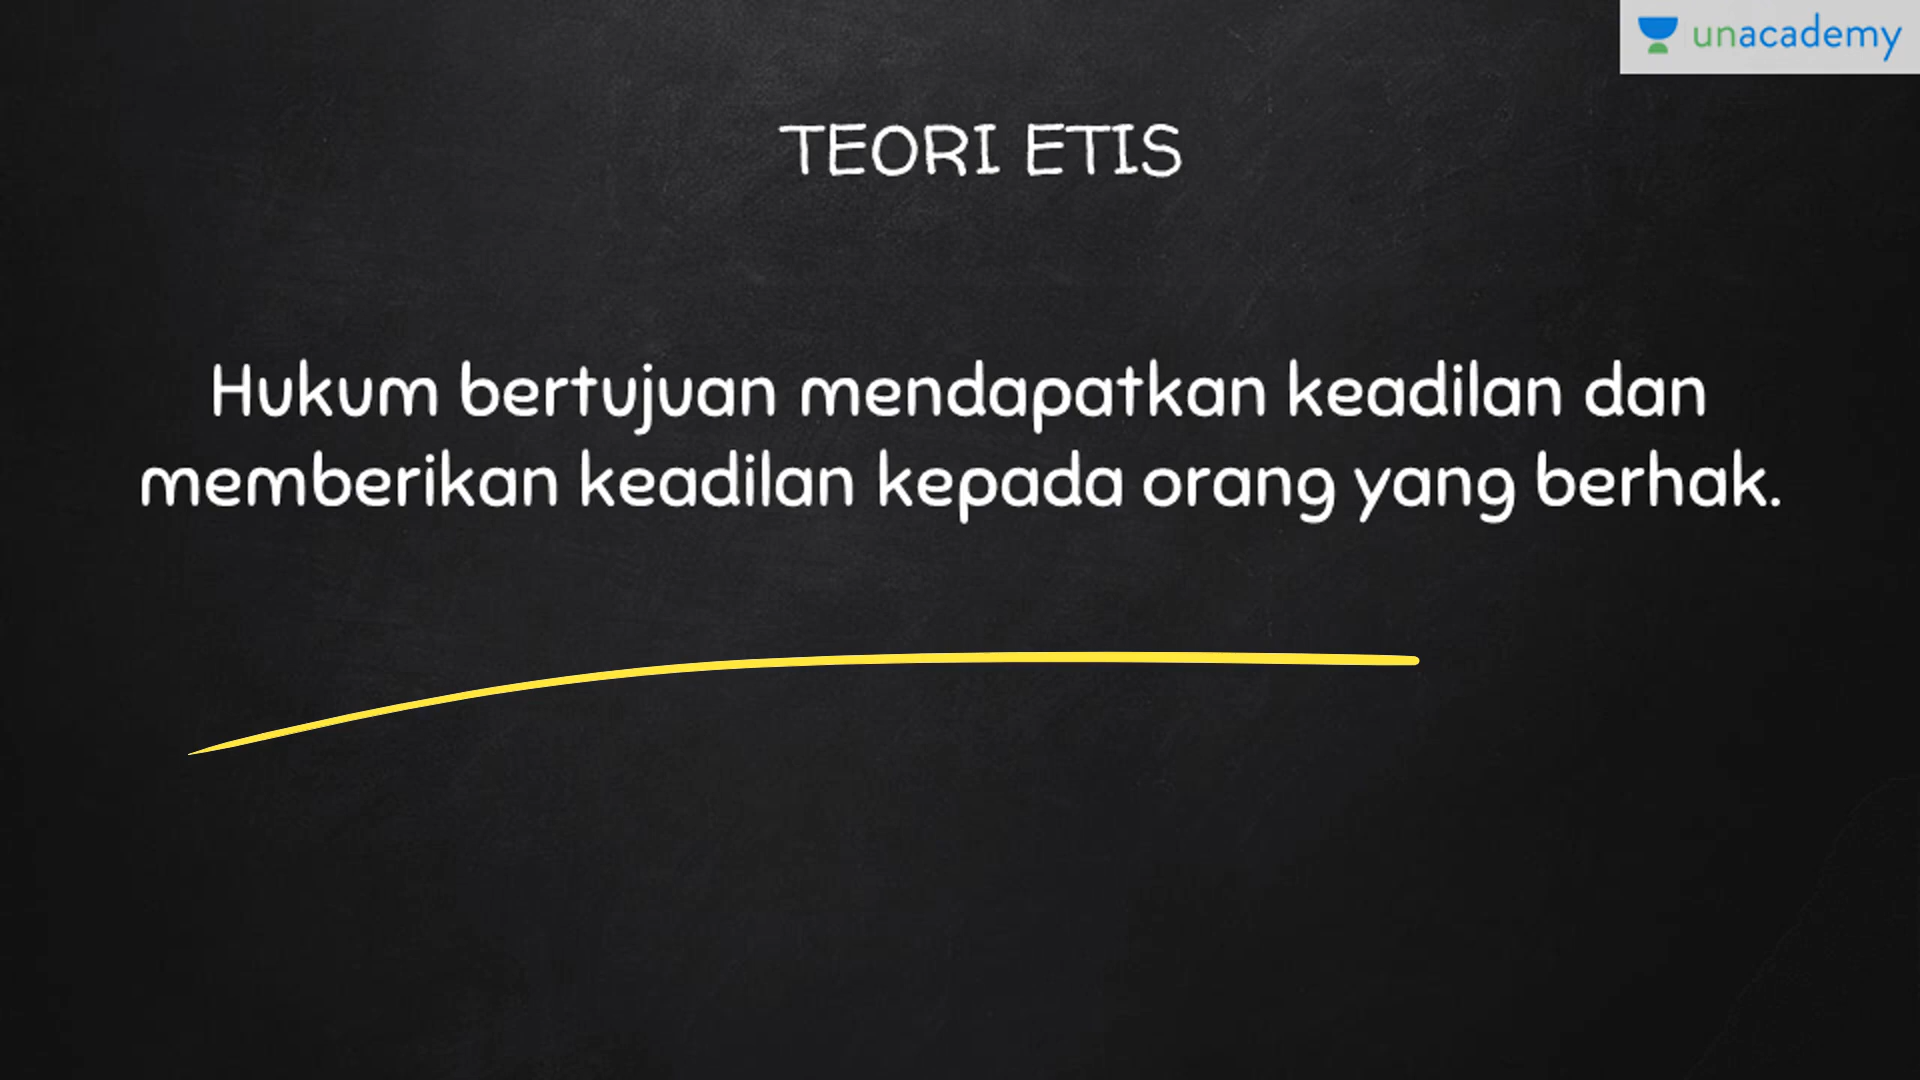 unacademy
TEORI ETIS
Hukum bertujuan mendapatkan keadilan dan
memberikan keadilan kepada orang yang berhak.